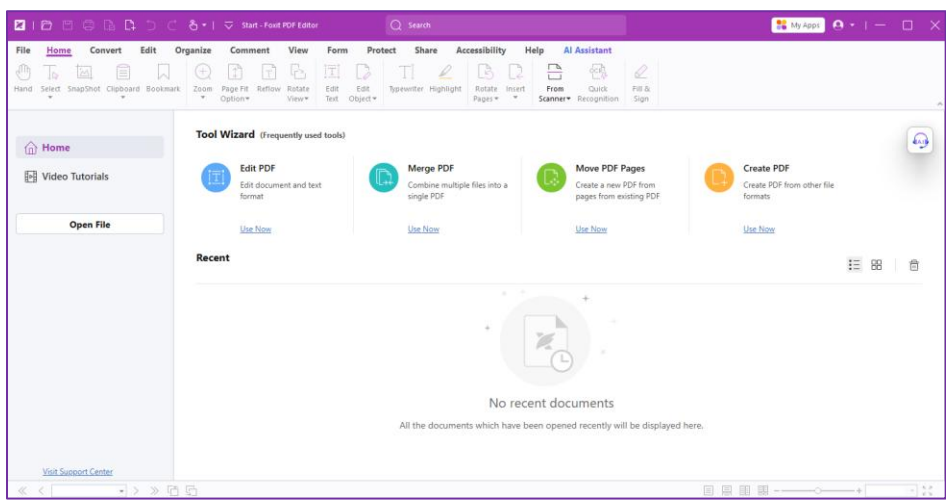 Start - Foxit PDF Editor
Search
My Apps
File Home Convert Edit Organize Comment View Form Protect Share Accessibility Help AI Assistant
Hand Select SnapShot Clipboard Bookmark Zoom Page Fit Option Reflow Rotate View Edit Text Edit Object Typewriter Highlight Rotate Pages Insert From Scanner Quick Recognition Fill & Sign
Home
Video Tutorials
Open File
Visit Support Center
Tool Wizard (Frequently used tools)
Edit PDF
Edit document and text
format
Use Now
Merge PDF
Combine multiple files into a
single PDF
Use Now
Move PDF Pages
Create a new PDF from
pages from existing PDF
Use Now
Create PDF
Create PDF from other file
formats
Use Now
Recent
No recent documents
All the documents which have been opened recently will be displayed here.